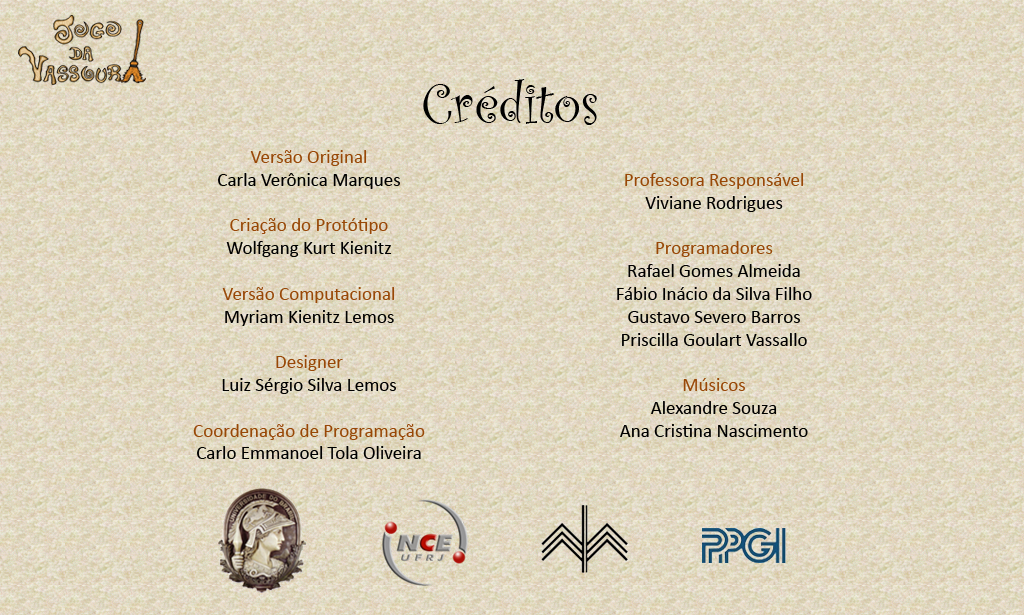 Jogo
da
Vassoura
Créditos
Versão Original
Carla Verônica Marques
Criação do Protótipo
Wolfgang Kurt Kienitz
Versão Computacional
Myriam Kienitz Lemos
Designer
Luiz Sérgio Silva Lemos
Coordenação de Programação
Carlo Emmanoel Tola Oliveira
Professora Responsável
Viviane Rodrigues
Programadores
Rafael Gomes Almeida
Fábio Inácio da Silva Filho
Gustavo Severo Barros
Priscilla Goulart Vassallo
Músicos
Alexandre Souza
Ana Cristina Nascimento
UNIVERSIDADE DO BRASIL
NCE
UFRJ
PPGI